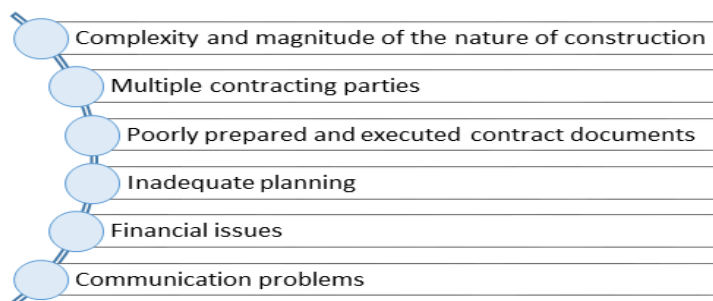 Complexity and magnitude of the nature of construction
Multiple contracting parties
Poorly prepared and executed contract documents
Inadequate planning
Financial issues
Communication problems